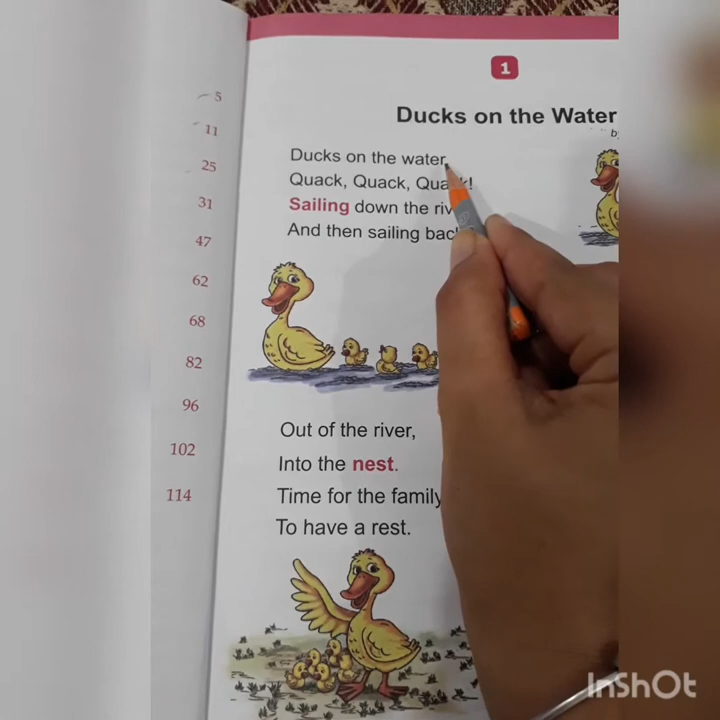 5
11
25
31
47
62
68
82
96
102
114
1
Ducks on the Water
Ducks on the water,
Quack, Quack, Quack!
Sailing down the
And then sailing
Out of the river,
Into the nest.
Time for the family
To have a rest.
InShOt